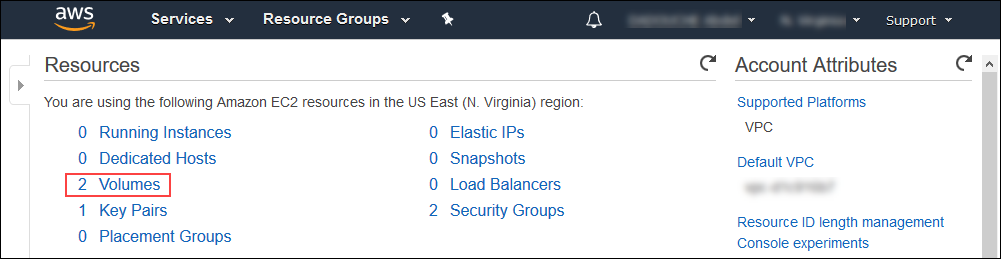 aws Services Resource Groups Support
Resources
You are using the following Amazon EC2 resources in the US East (N. Virginia) region:
0 Running Instances
0 Dedicated Hosts
2 Volumes
1 Key Pairs
0 Placement Groups
0 Elastic IPs
0 Snapshots
0 Load Balancers
2 Security Groups
Account Attributes
Supported Platforms
VPC
Default VPC
Resource ID length management
Console experiments